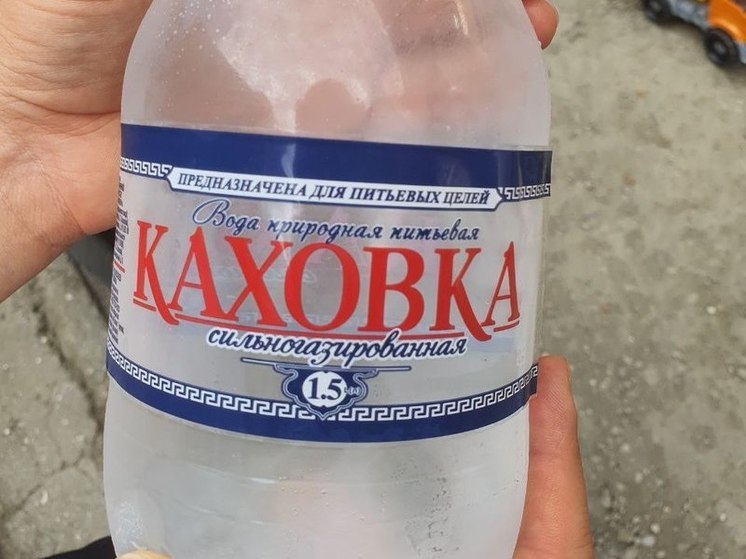 ПРЕДНАЗНАЧЕНА ДЛЯ ПИТЬЕВЫХ ЦЕЛЕЙ
Вода природная питьевая
КАХОВКА
сильногазированная
1.5